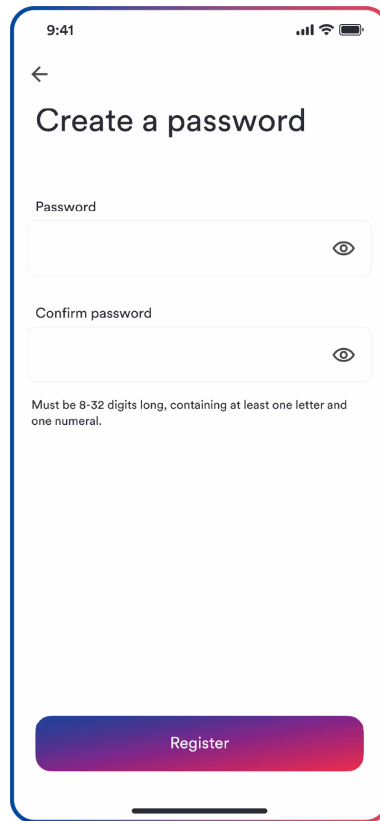 9:41
Create a password
Password
Confirm password
Must be 8-32 digits long, containing at least one letter and
one numeral.
Register